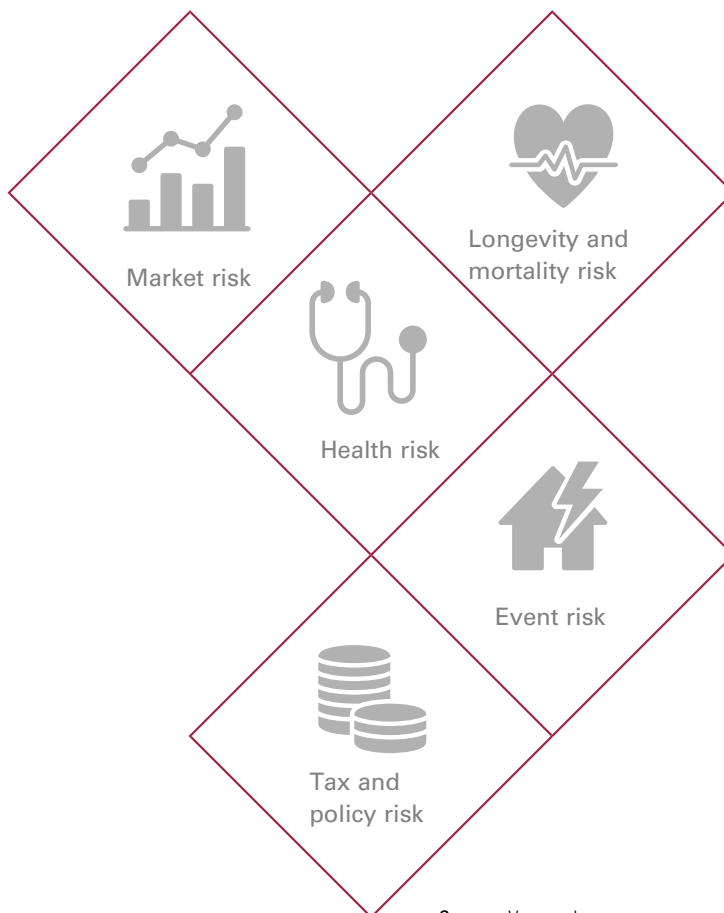 Longevity and
mortality risk
Market risk
Health risk
Event risk
Tax and
policy risk